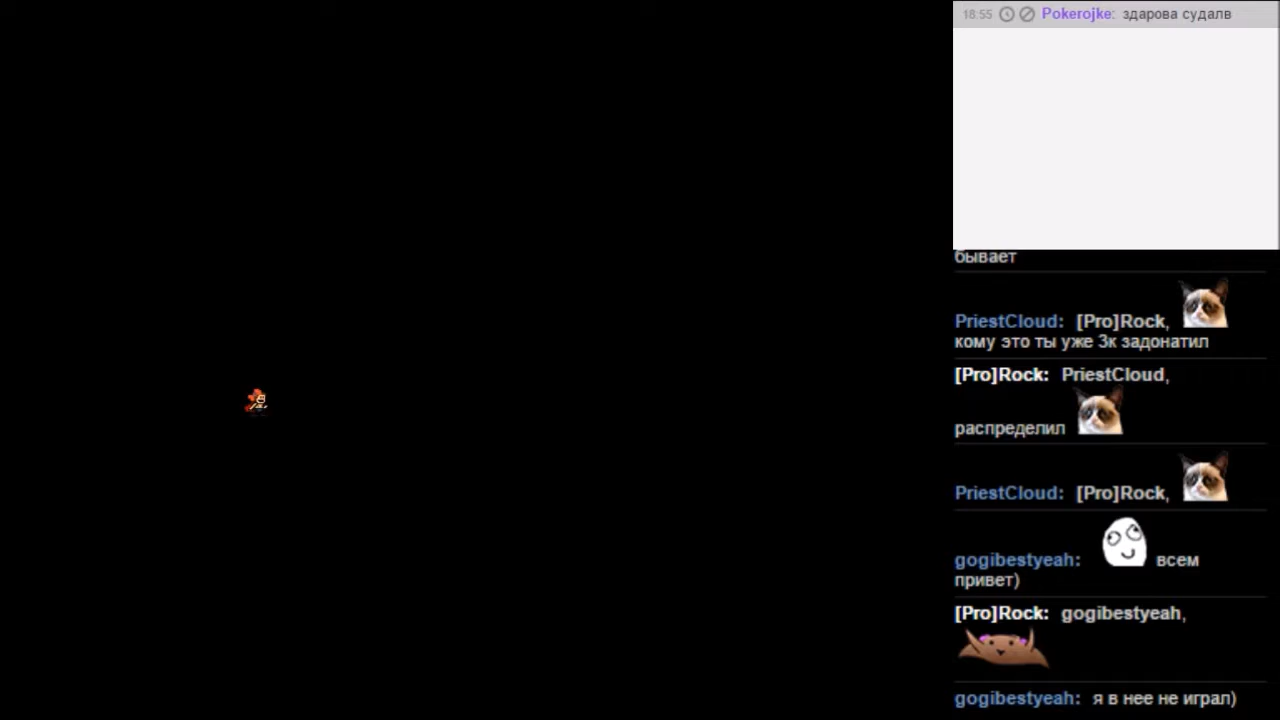 18:55 Pokerojke: здарова судалв
бывает
PriestCloud: [Pro]Rock,
кому это ты уже 3к задонатил
[Pro]Rock: PriestCloud,
распределил
PriestCloud: [Pro]Rock,
gogibestyeah: всем
привет)
[Pro]Rock: gogibestyeah,
gogibestyeah: я в нее не играл)